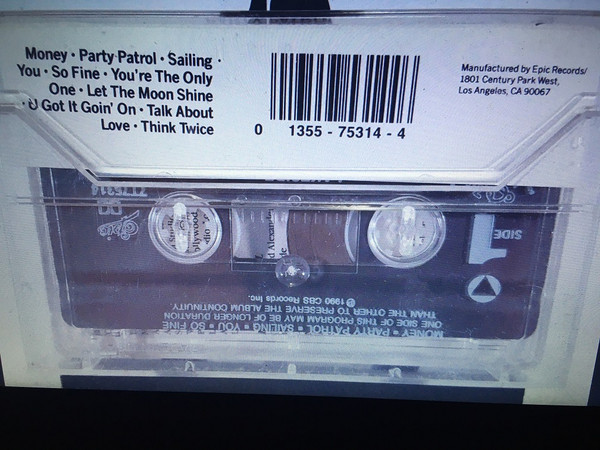 Money · Party Patrol · Sailing ·
You · So Fine · You're The Only
One · Let The Moon Shine
· U Got It Goin' On · Talk About
Love · Think Twice
0 1355 - 75314 - 4
Manufactured by Epic Records/
1801 Century Park West,
Los Angeles, CA 90067
SIDE 1
Epic
MONEY • PARTY PATROL • SAILING • YOU • SO FINE
ONE SIDE OF THIS PROGRAM MAY BE OF LONGER DURATION
THAN THE OTHER TO PRESERVE THE ALBUM CONTINUITY
℗ 1990 CBS Records Inc.